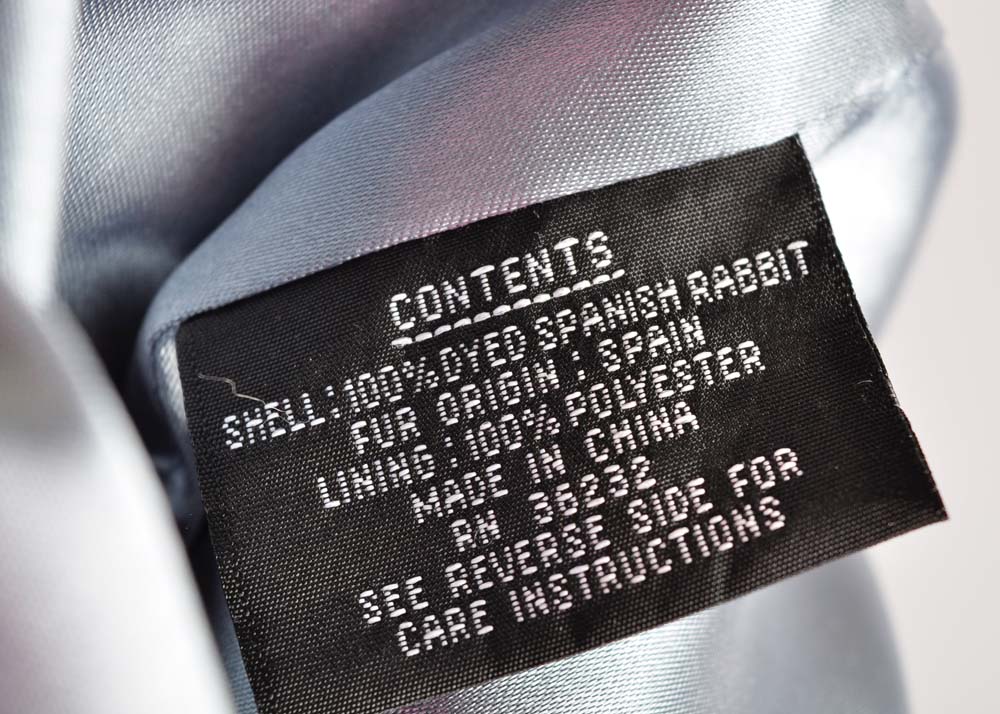 CONTENTS
SHELL:100%DYED SPANISH RABBIT
FUR ORIGIN : SPAIN
LINING : 100% POLYESTER
MADE IN CHINA
RN 36232
SEE REVERSE SIDE FOR
CARE INSTRUCTIONS